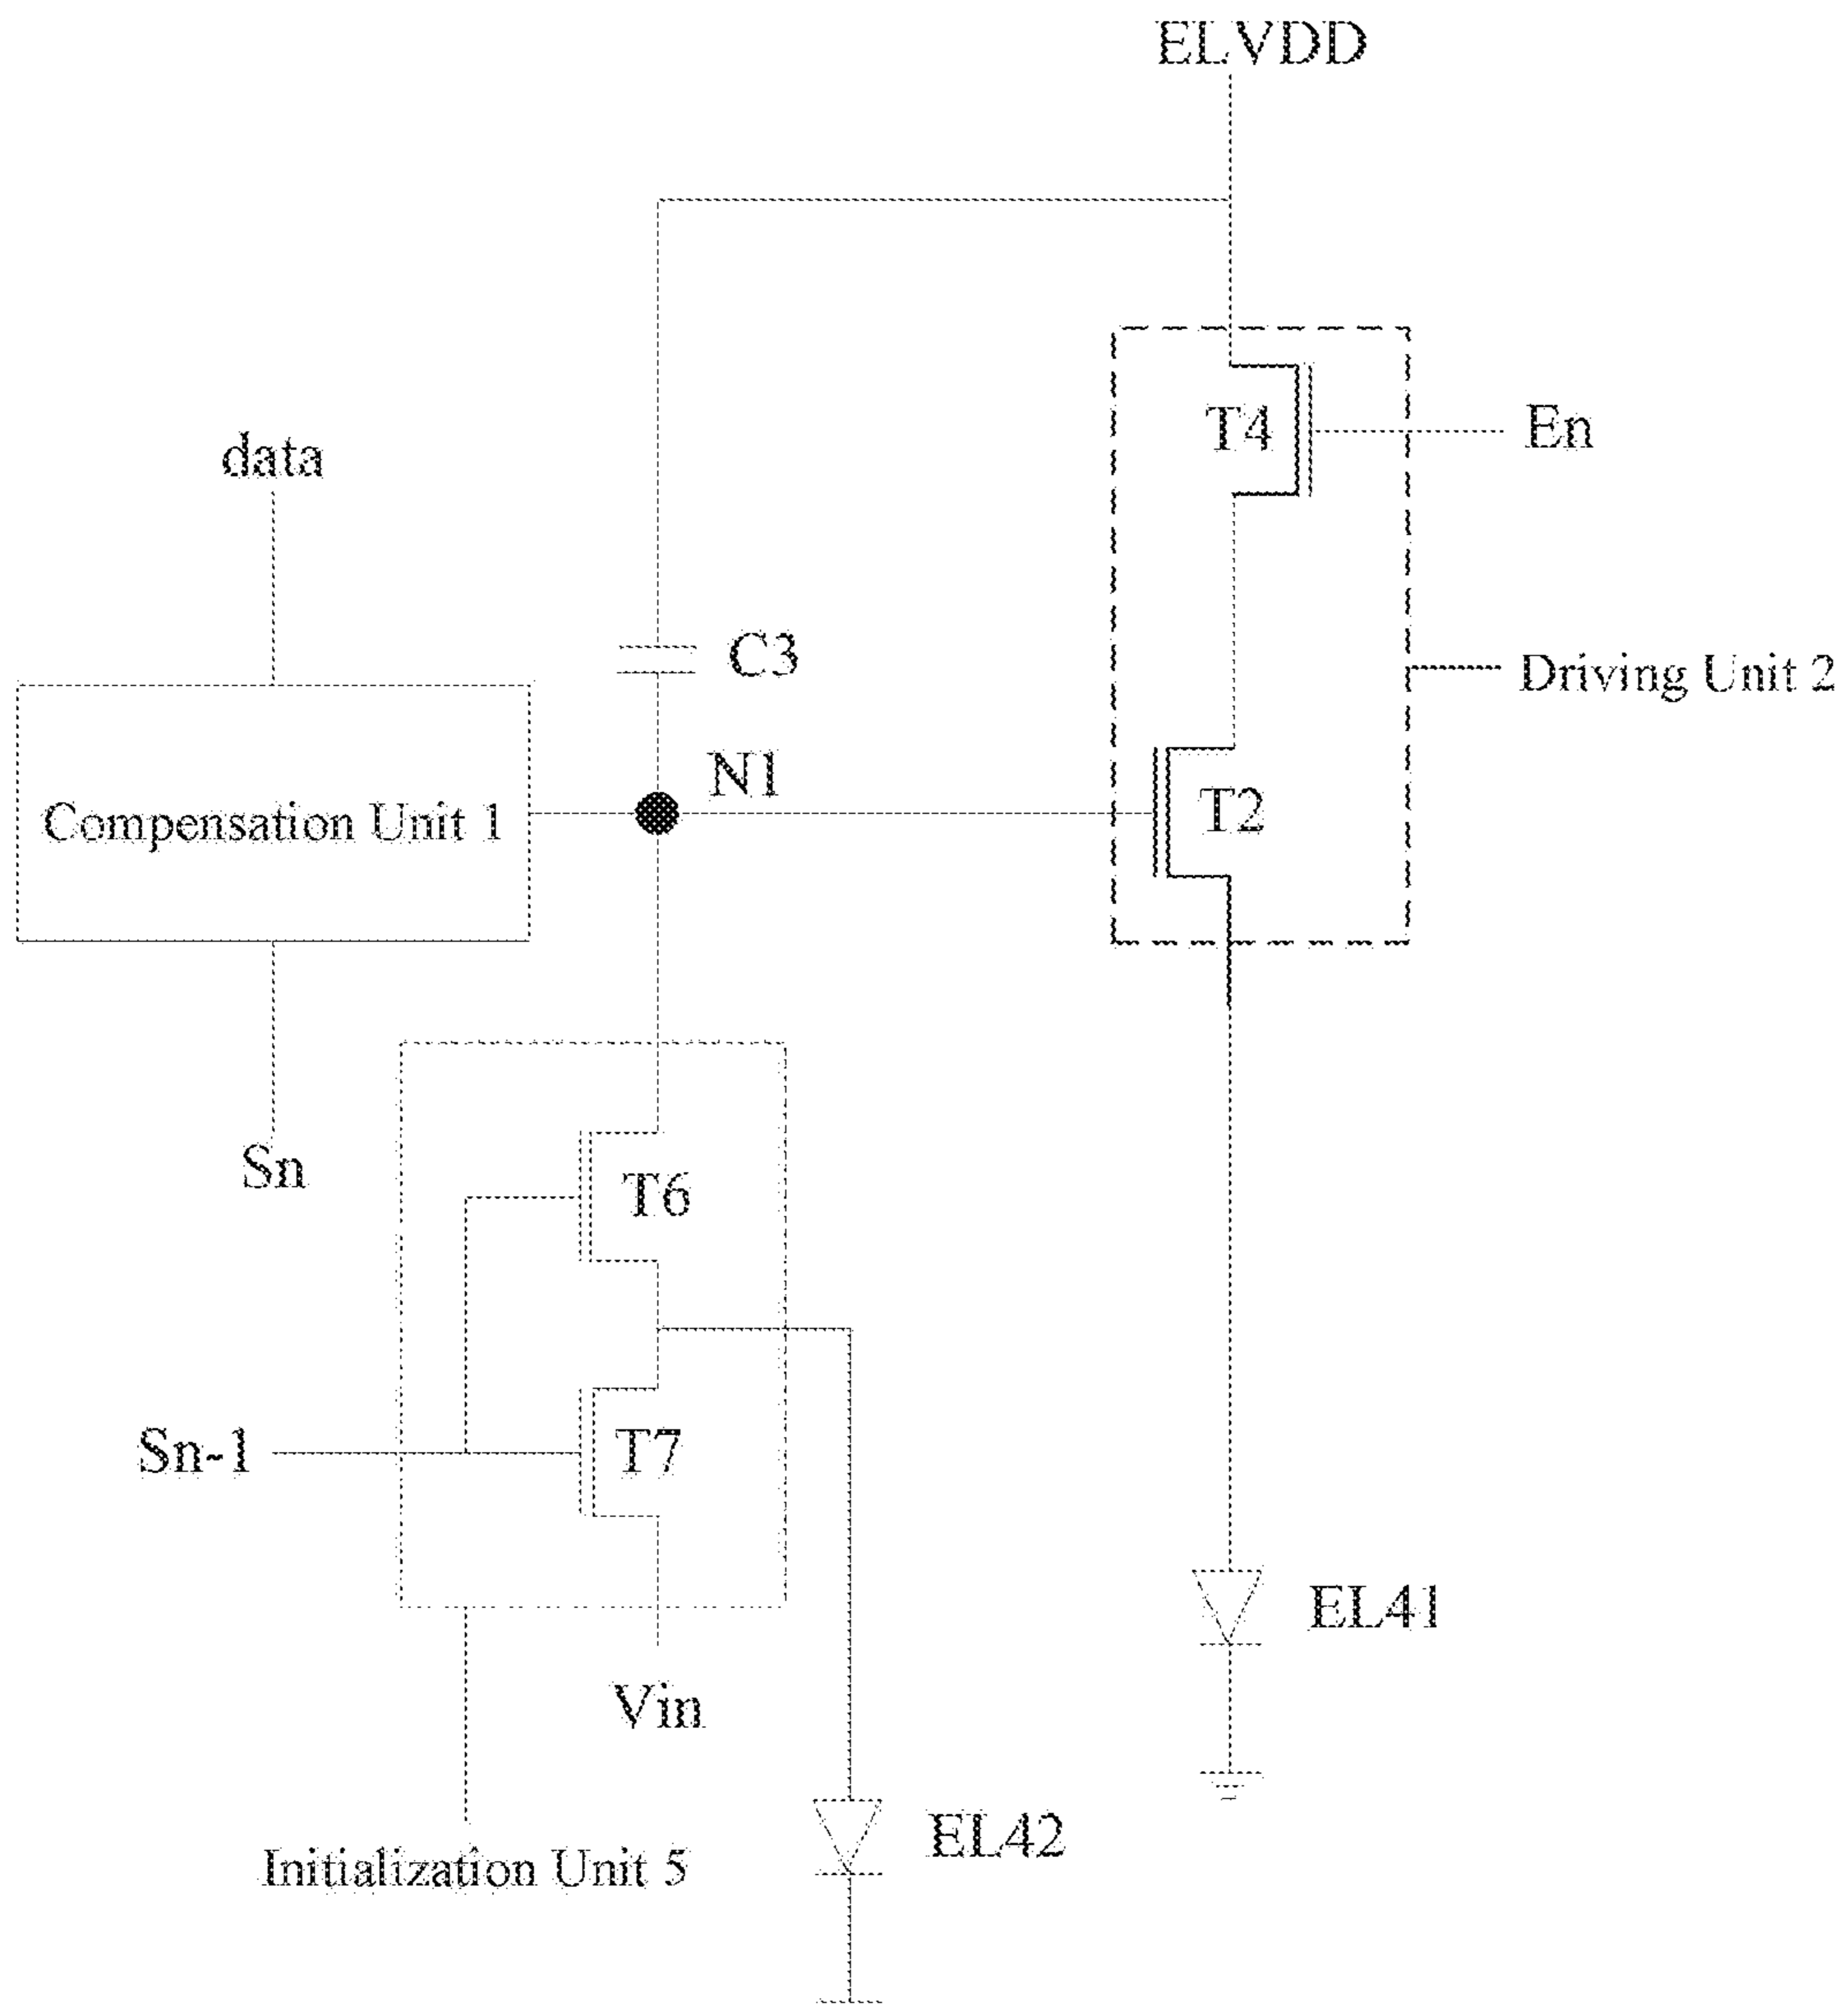 ELVDD
T4
En
data
C3
Driving Unit 2
N1
T2
Compensation Unit 1
Sn
T6
Sn-1
T7
EL41
Vin
EL42
Initialization Unit 5